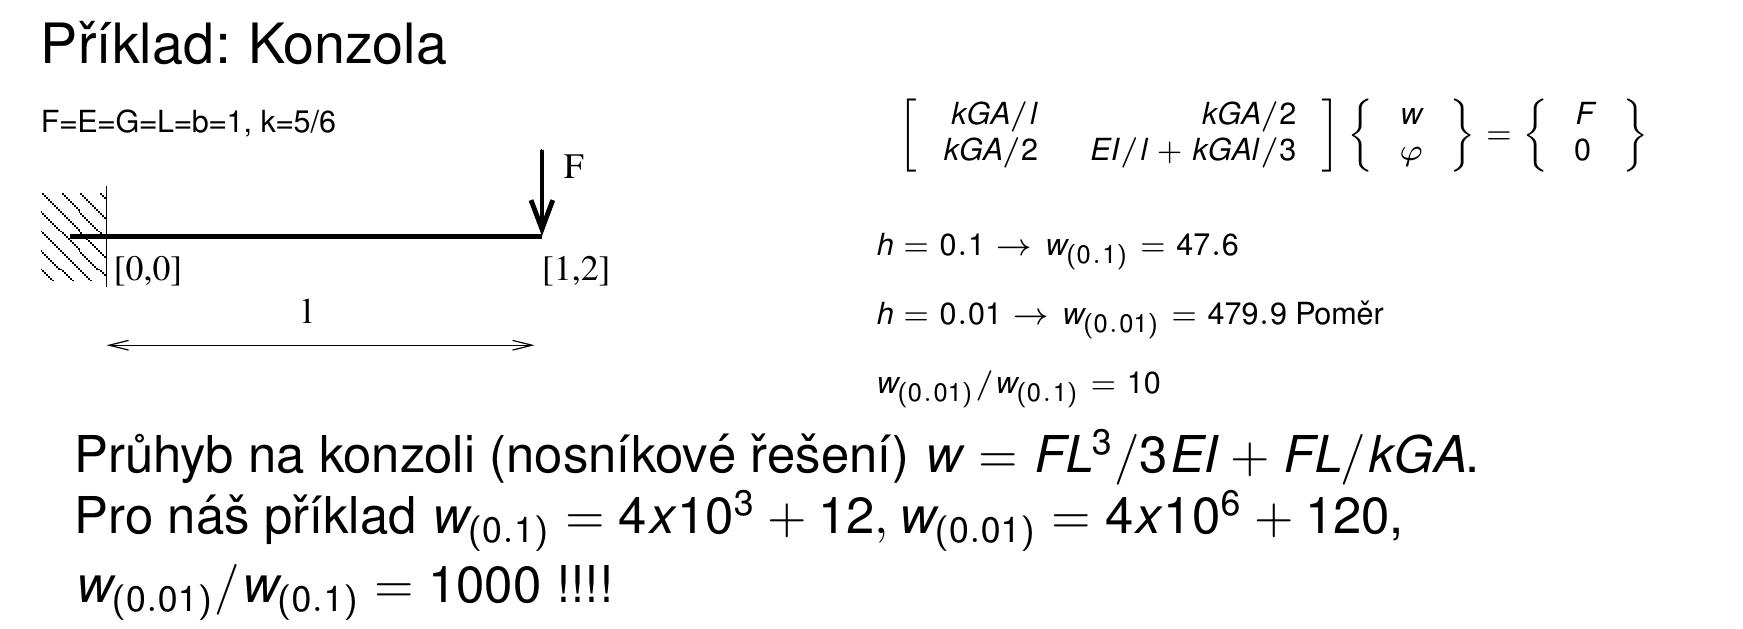 Příklad: Konzola
F=E=G=L=b=1, k=5/6
F
[0,0]
[1,2]
l
[ kGA/l kGA/2 ] { w } = { F }
[ kGA/2 EI/l + kGAl/3 ] { φ } = { 0 }
h = 0.1 → w(0.1) = 47.6
h = 0.01 → w(0.01) = 479.9 Poměr
w(0.01)/w(0.1) = 10
Průhyb na konzoli (nosníkové řešení) w = FL³/3EI + FL/kGA.
Pro náš příklad w(0.1) = 4x10³ + 12, w(0.01) = 4x10⁶ + 120,
w(0.01)/w(0.1) = 1000 !!!!